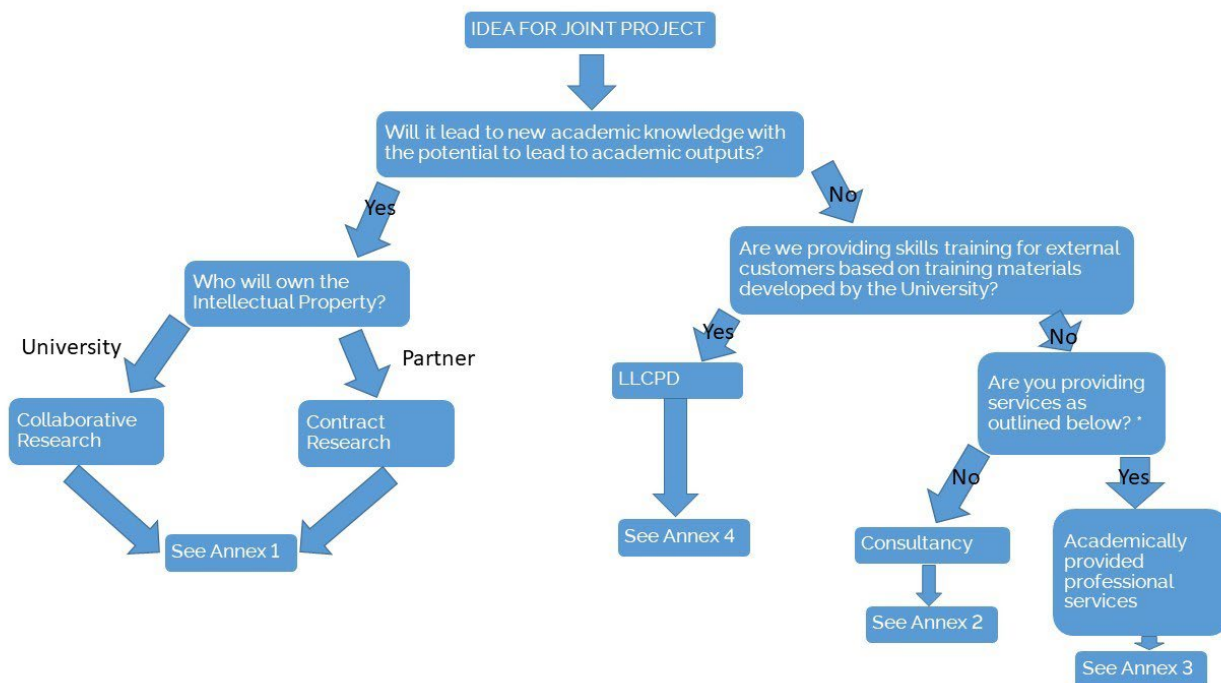 IDEA FOR JOINT PROJECT
Will it lead to new academic knowledge with
the potential to lead to academic outputs?
Yes
No
Who will own the
Intellectual Property?
Are we providing skills training for external
customers based on training materials
developed by the University?
University
Partner
Yes
No
Collaborative
Research
Contract
Research
LLCPD
Are you providing
services as
outlined below? *
No
Yes
See Annex 1
See Annex 4
Consultancy
Academically
provided
professional
services
See Annex 2
See Annex 3